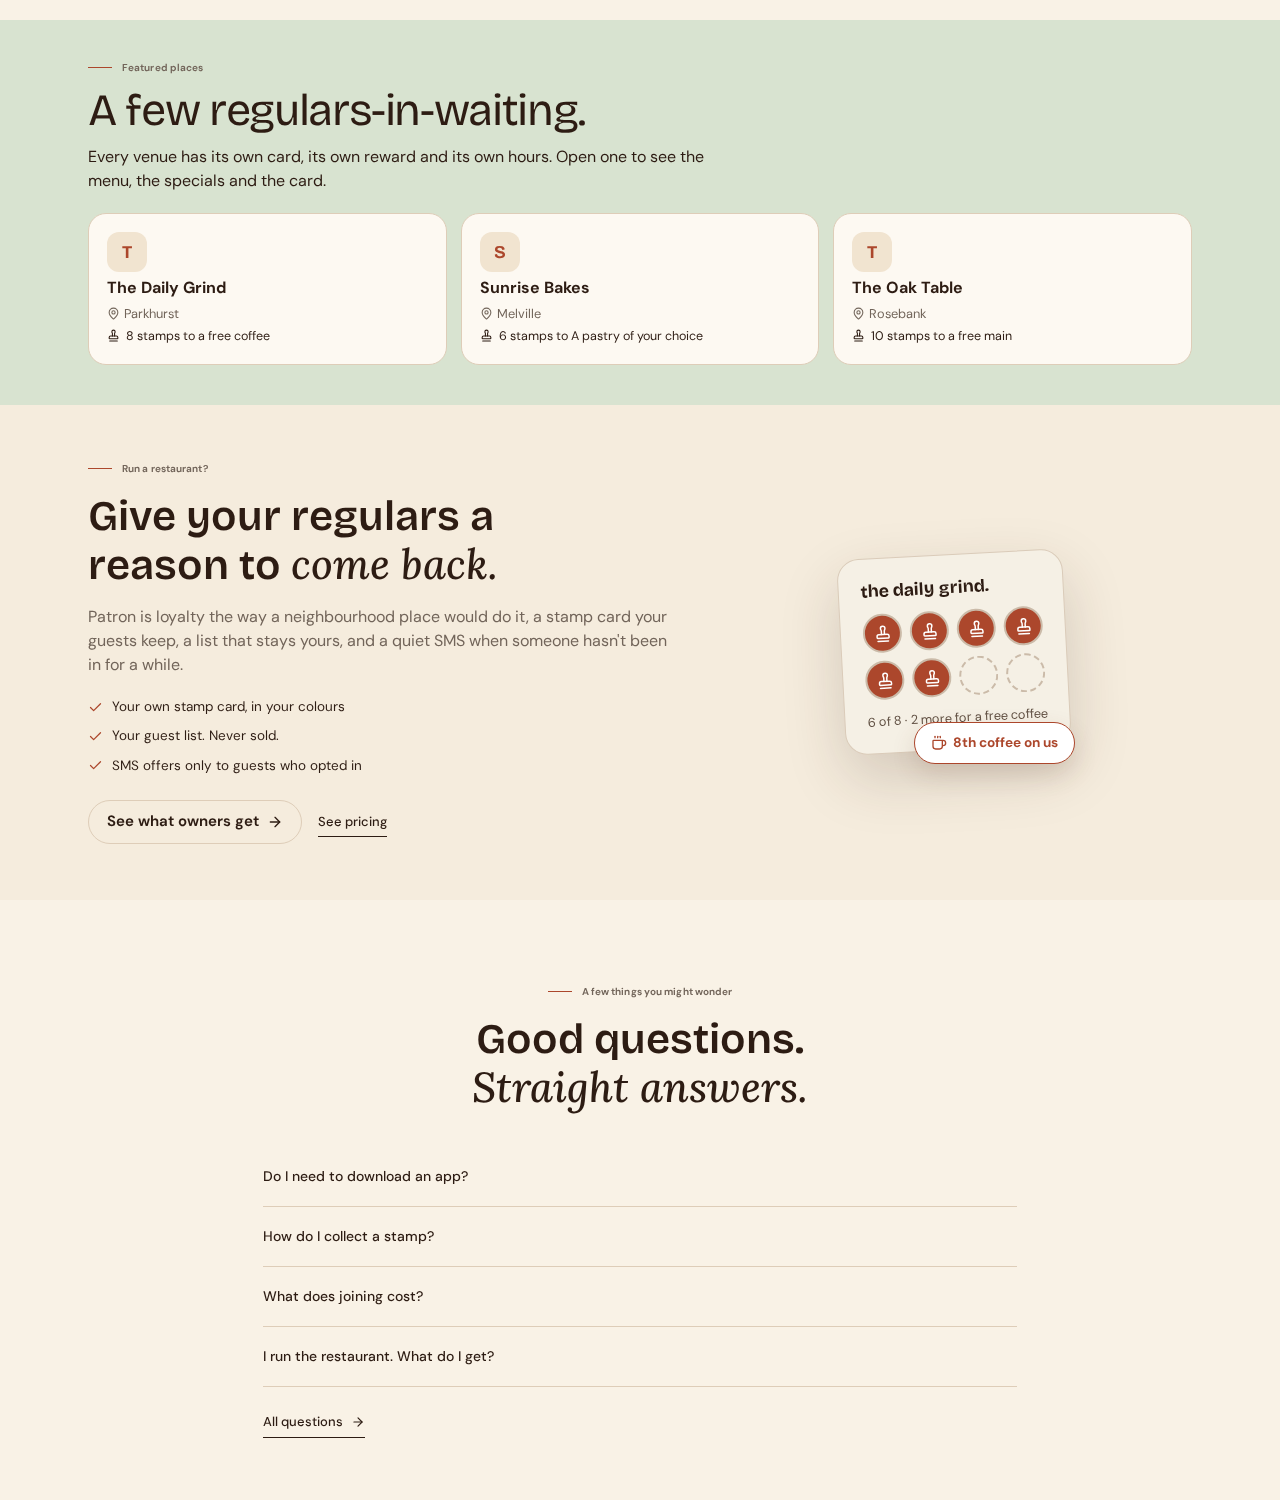 Featured places
A few regulars-in-waiting.
Every venue has its own card, its own reward and its own hours. Open one to see the
menu, the specials and the card.
T
The Daily Grind
Parkhurst
8 stamps to a free coffee
S
Sunrise Bakes
Melville
6 stamps to A pastry of your choice
T
The Oak Table
Rosebank
10 stamps to a free main
Run a restaurant?
Give your regulars a
reason to come back.
Patron is loyalty the way a neighbourhood place would do it, a stamp card your
guests keep, a list that stays yours, and a quiet SMS when someone hasn't been
in for a while.
Your own stamp card, in your colours
Your guest list. Never sold.
SMS offers only to guests who opted in
See what owners get
See pricing
the daily grind.
6 of 8 · 2 more for a free coffee
8th coffee on us
A few things you might wonder
Good questions.
Straight answers.
Do I need to download an app?
How do I collect a stamp?
What does joining cost?
I run the restaurant. What do I get?
All questions